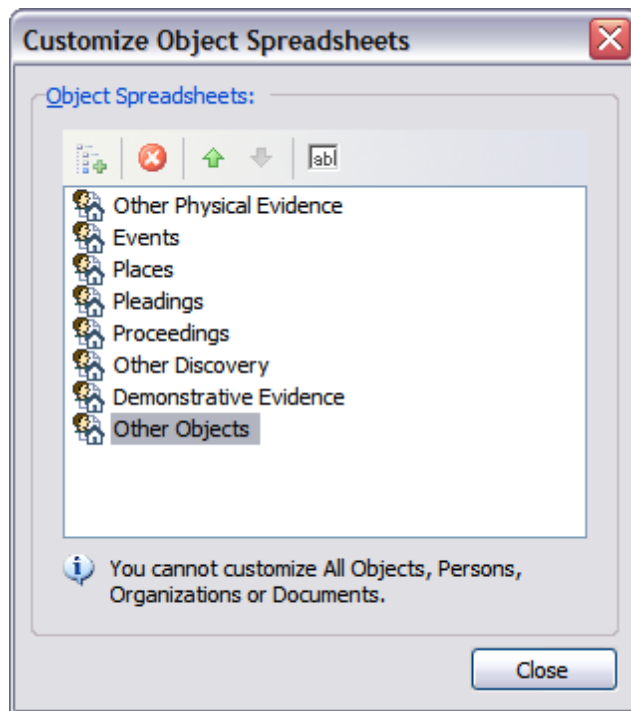 Customize Object Spreadsheets
Object Spreadsheets:
abl
Other Physical Evidence
Events
Places
Pleadings
Proceedings
Other Discovery
Demonstrative Evidence
Other Objects
You cannot customize All Objects, Persons,
Organizations or Documents.
Close